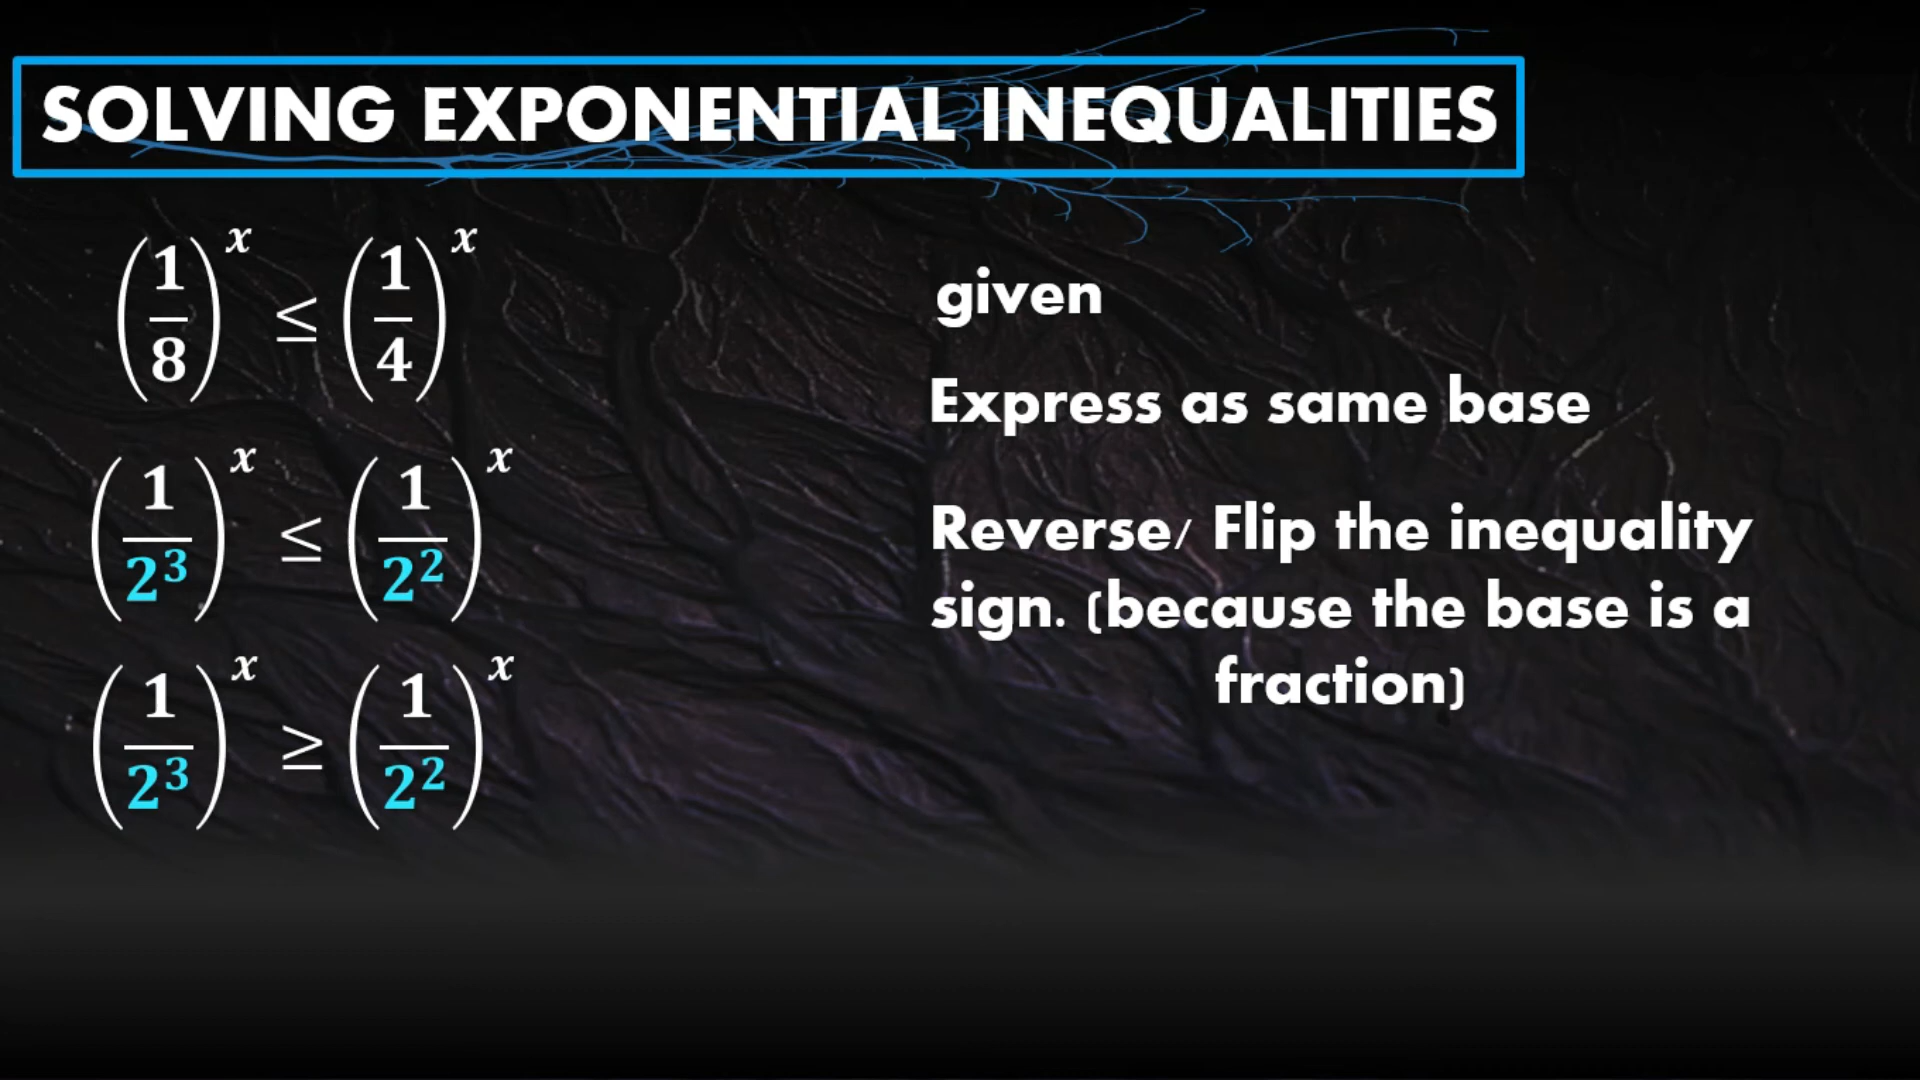 SOLVING EXPONENTIAL INEQUALITIES
(1/8)^x ≤ (1/4)^x
given
Express as same base
(1/2^3)^x ≤ (1/2^2)^x
Reverse/ Flip the inequality
sign. (because the base is a
fraction)
(1/2^3)^x ≥ (1/2^2)^x